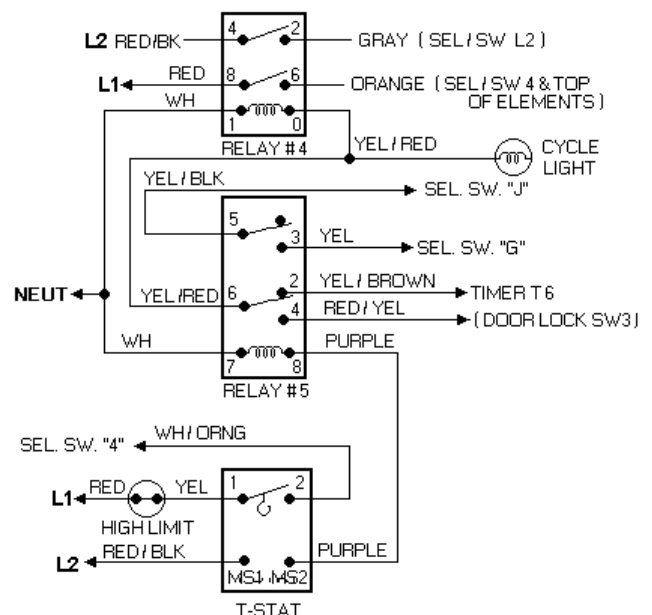 4 2
L2 RED/BK GRAY ( SEL / SW L2 )
8 6
L1 RED ORANGE ( SEL / SW 4 & TOP
OF ELEMENTS )
WH
1 0
RELAY #4
YEL / RED
CYCLE
LIGHT
YEL / BLK
SEL. SW. "J"
5
3 YEL SEL. SW. "G"
NEUT YEL /RED 6 2 YEL / BROWN TIMER T6
4 RED / YEL ( DOOR LOCK SW3 )
WH PURPLE
7 8
RELAY #5
WH / ORNG
SEL. SW. "4"
L1 RED YEL 1 2
HIGH LIMIT
L2 RED / BLK PURPLE
MS1 MS2
T-STAT